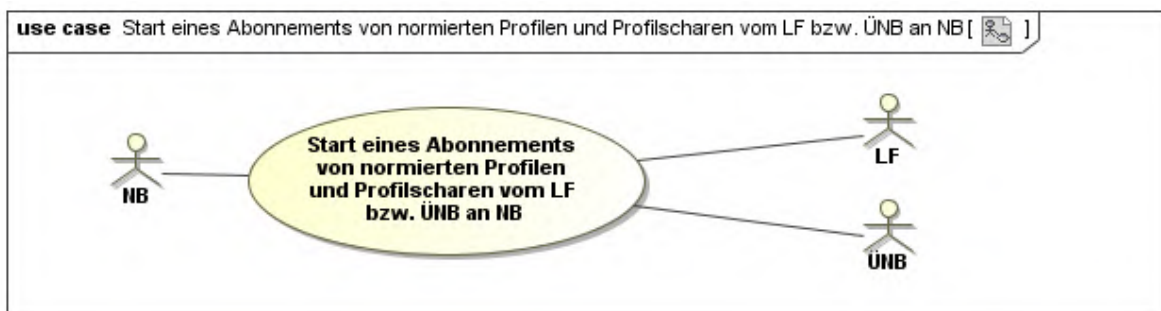 use case Start eines Abonnements von normierten Profilen und Profilscharen vom LF bzw. ÜNB an NB [ ]
NB
Start eines Abonnements
von normierten Profilen
und Profilscharen vom LF
bzw. ÜNB an NB
LF
ÜNB